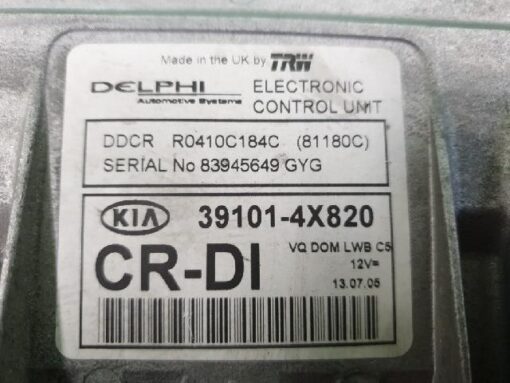 Made in the UK by TRW
DELPHI
Automotive Systems
ELECTRONIC
CONTROL UNIT
DDCR R0410C184C (81180C)
SERIAL No 83945649 GYG
KIA 39101-4X820
CR-DI
VQ DOM LWB C5
12V=
13.07.05